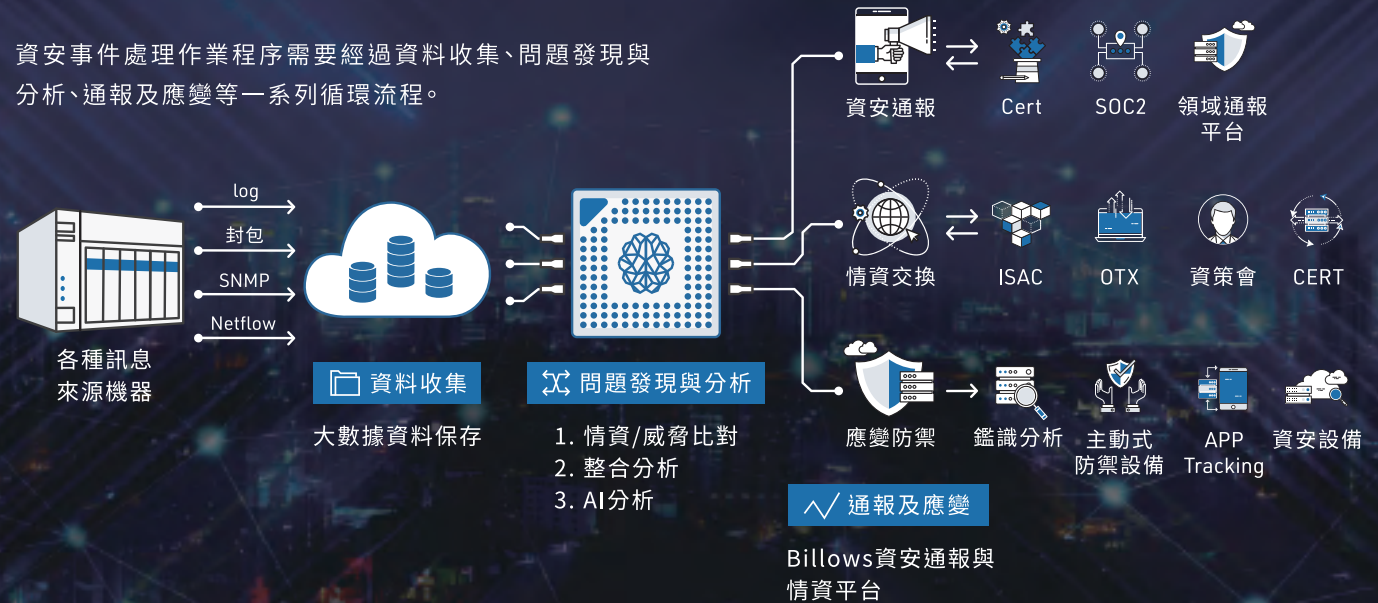 資安事件處理作業程序需要經過資料收集、問題發現與
分析、通報及應變等一系列循環流程。
各種訊息
來源機器
log
封包
SNMP
Netflow
資料收集
大數據資料保存
問題發現與分析
1. 情資/威脅比對
2. 整合分析
3. AI分析
資安通報
Cert
SOC2
領域通報
平台
情資交換
ISAC
OTX
資策會
CERT
應變防禦
鑑識分析
主動式
防禦設備
APP
Tracking
資安設備
通報及應變
Billows資安通報與
情資平台